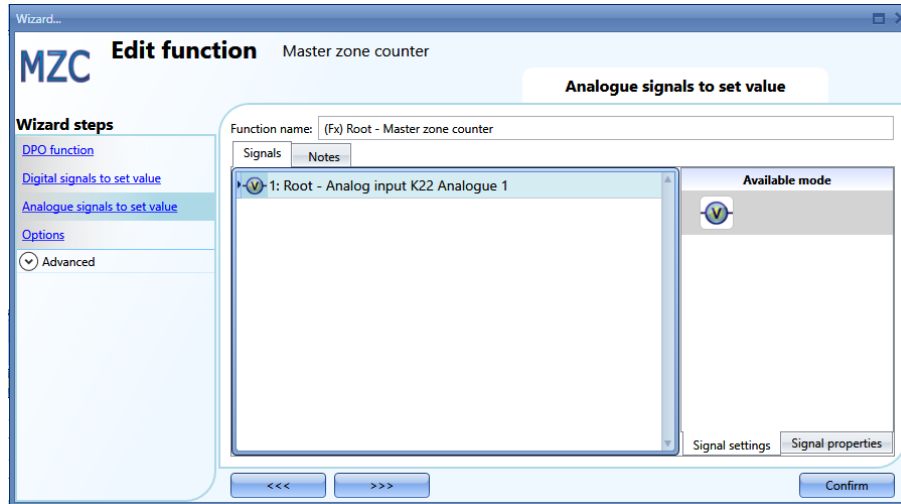 Wizard...
MZC
Edit function Master zone counter
Analogue signals to set value
Wizard steps
DPO function
Digital signals to set value
Analogue signals to set value
Options
Advanced
Function name: (Fx) Root - Master zone counter
Signals Notes
V 1: Root - Analog input K22 Analogue 1
Available mode
V
Signal settings Signal properties
<<< >>> Confirm